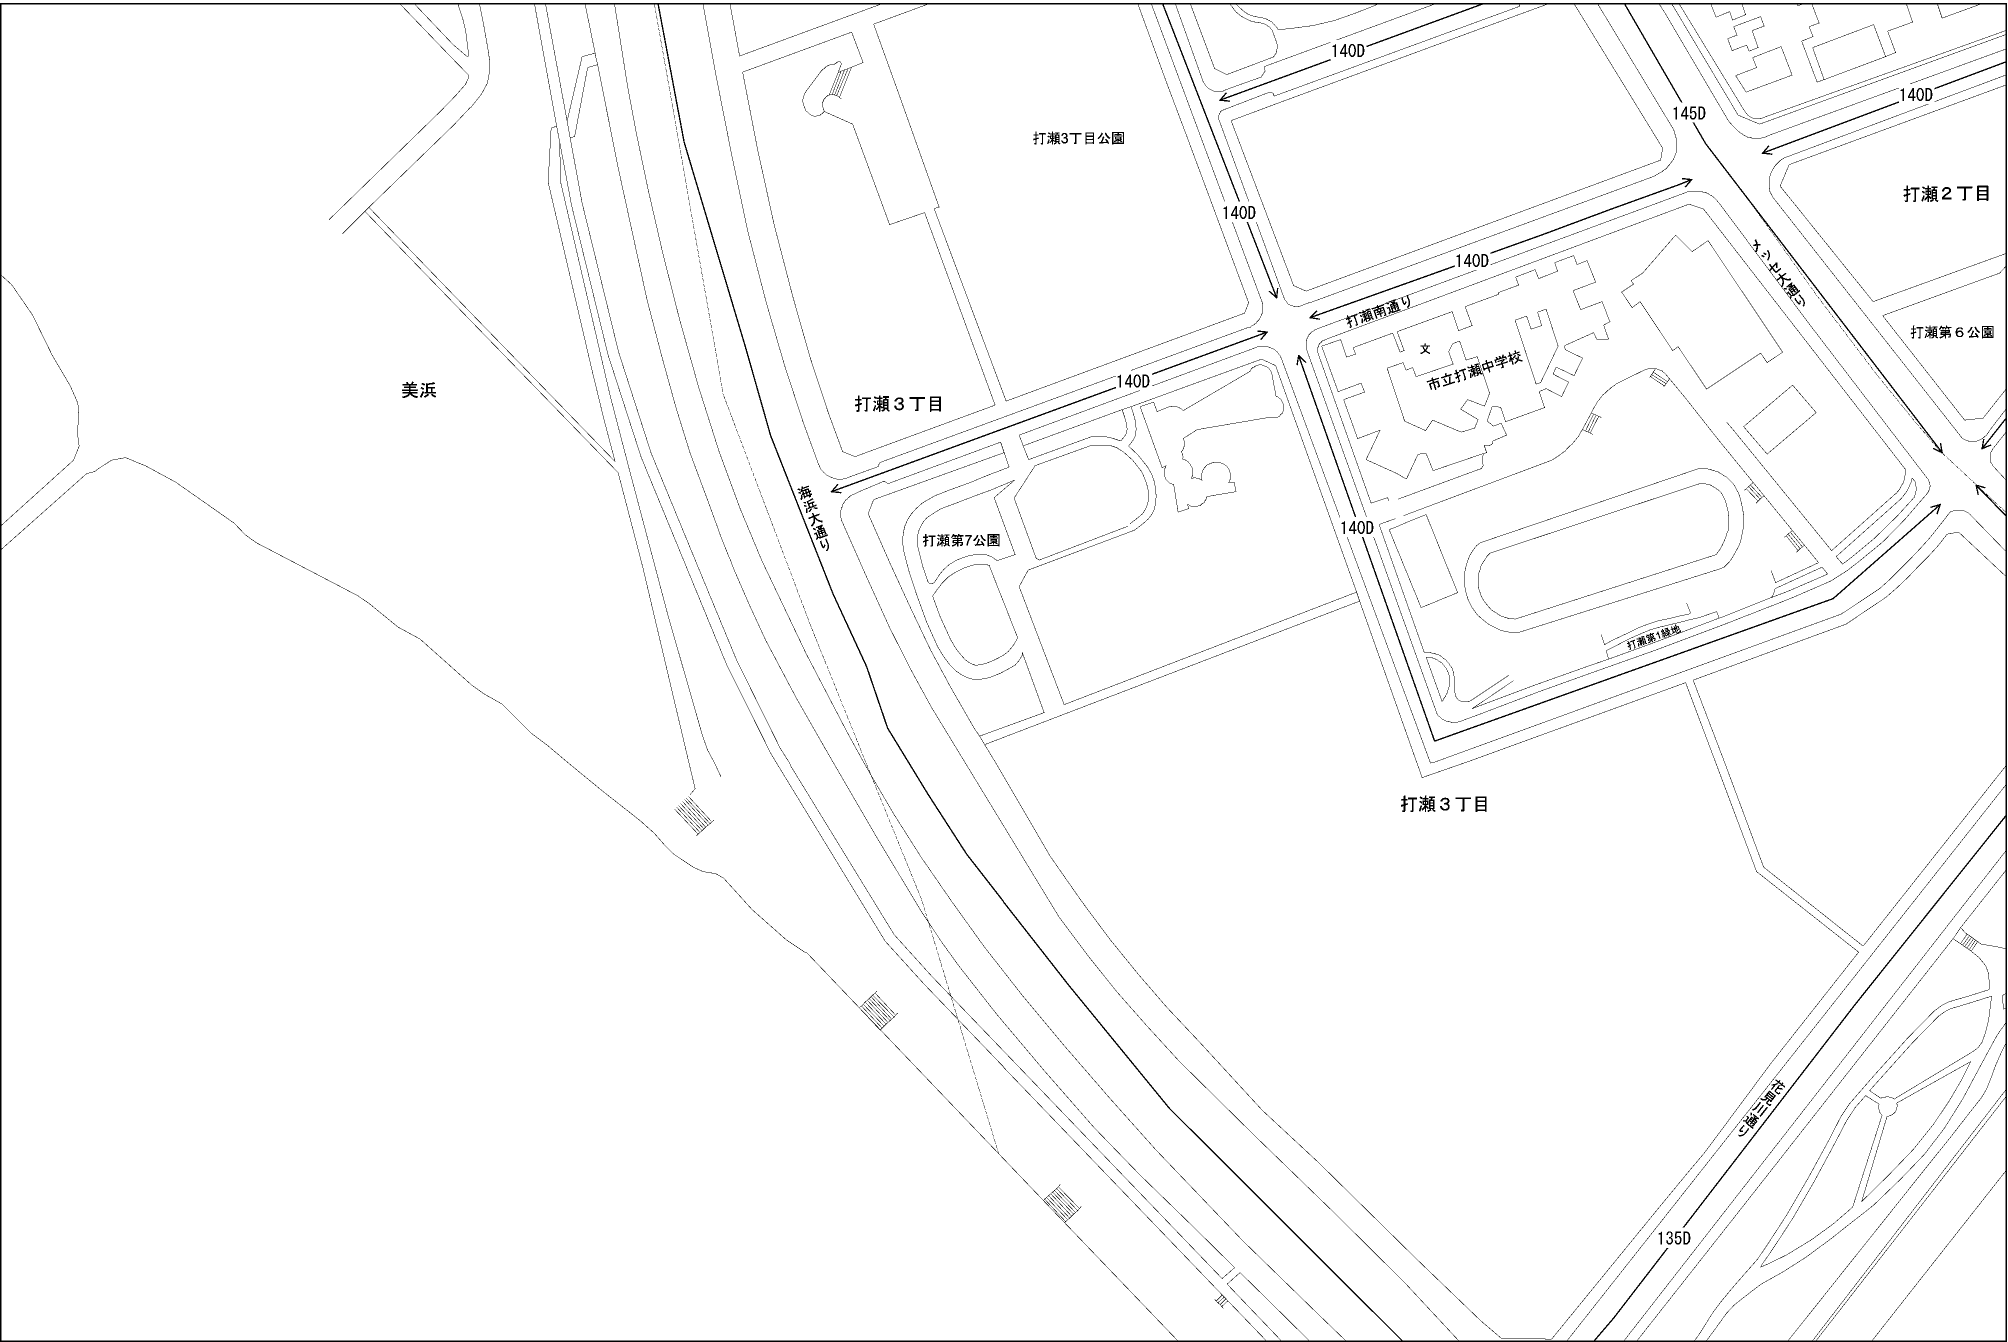 140D
140D
145D
打瀬3丁目公園
打瀬２丁目
140D
メッセ大通り
140D
打瀬南通り
打瀬第６公園
文
市立打瀬中学校
140D
美浜
打瀬３丁目
海浜大通り
140D
打瀬第7公園
打瀬第1緑地
打瀬３丁目
花見川通り
135D